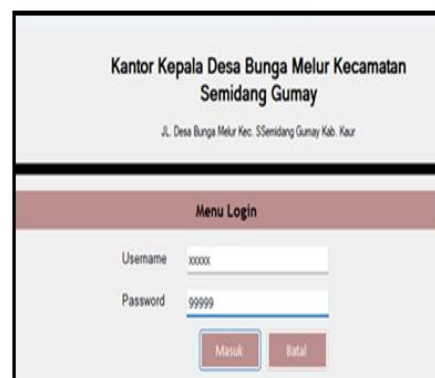 Kantor Kepala Desa Bunga Melur Kecamatan
Semidang Gumay
JL. Desa Bunga Melur Kec. SSemidang Gumay Kab. Kaur
Menu Login
Username xxxxx
Password 99999
Masuk Batal